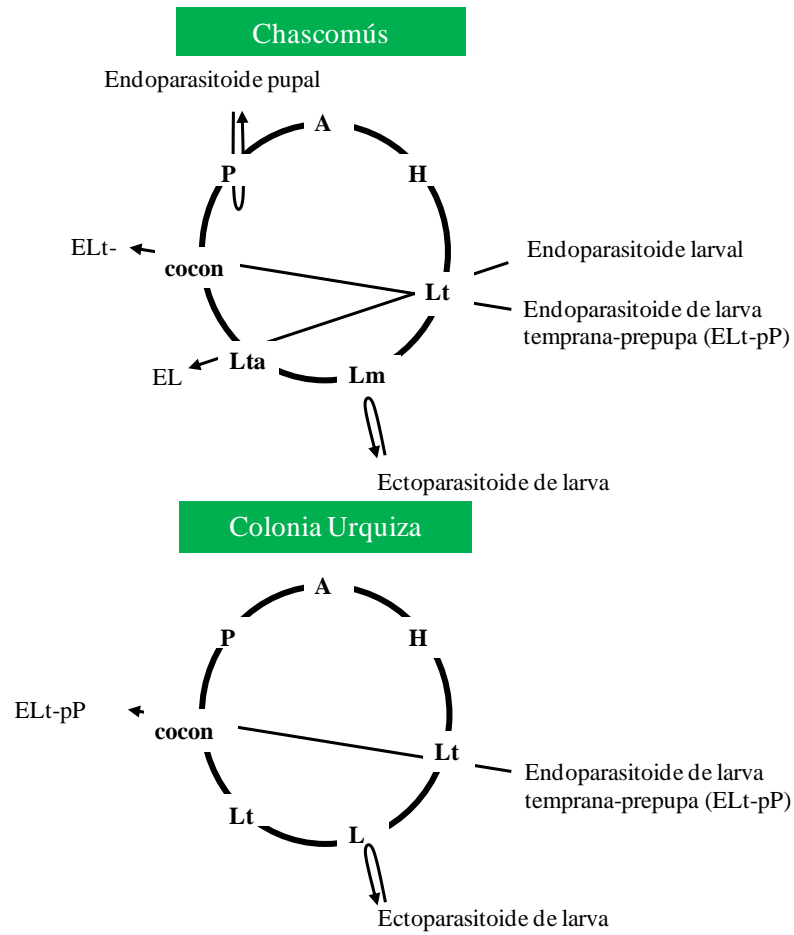 Chascomús
Endoparasitoide pupal
A
P
H
ELt-
cocon
Endoparasitoide larval
Lt
Endoparasitoide de larva
temprana-prepupa (ELt-pP)
Lta
EL
Lm
Ectoparasitoide de larva
Colonia Urquiza
A
P
H
ELt-pP
cocon
Lt
Endoparasitoide de larva
temprana-prepupa (ELt-pP)
Lt
L
Ectoparasitoide de larva